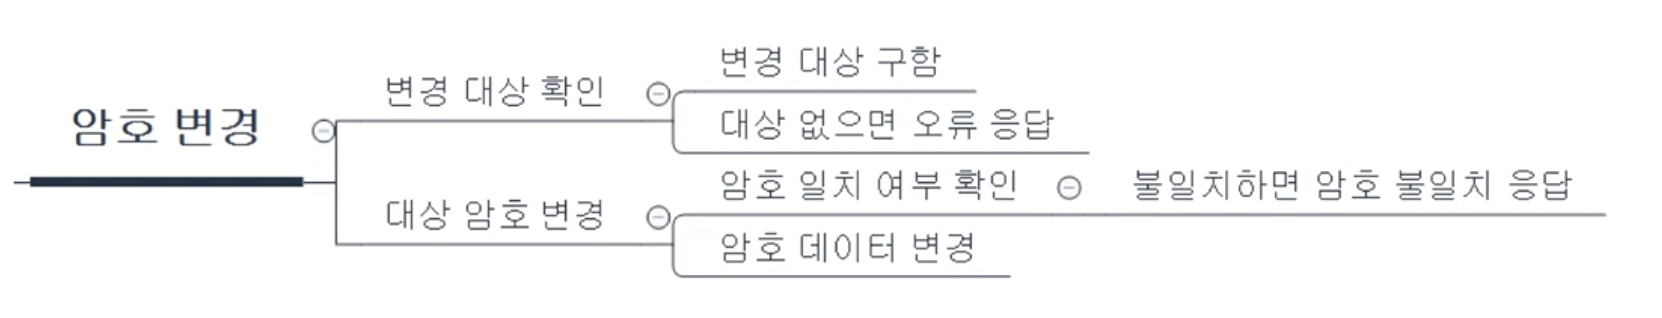 암호 변경
변경 대상 확인
변경 대상 구함
대상 없으면 오류 응답
대상 암호 변경
암호 일치 여부 확인
불일치하면 암호 불일치 응답
암호 데이터 변경